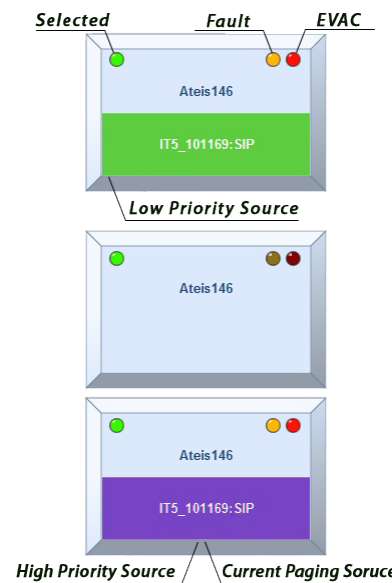 Selected Fault EVAC
Ateis146
IT5_101169:SIP
Low Priority Source
Ateis146
Ateis146
IT5_101169:SIP
High Priority Source Current Paging Soruce